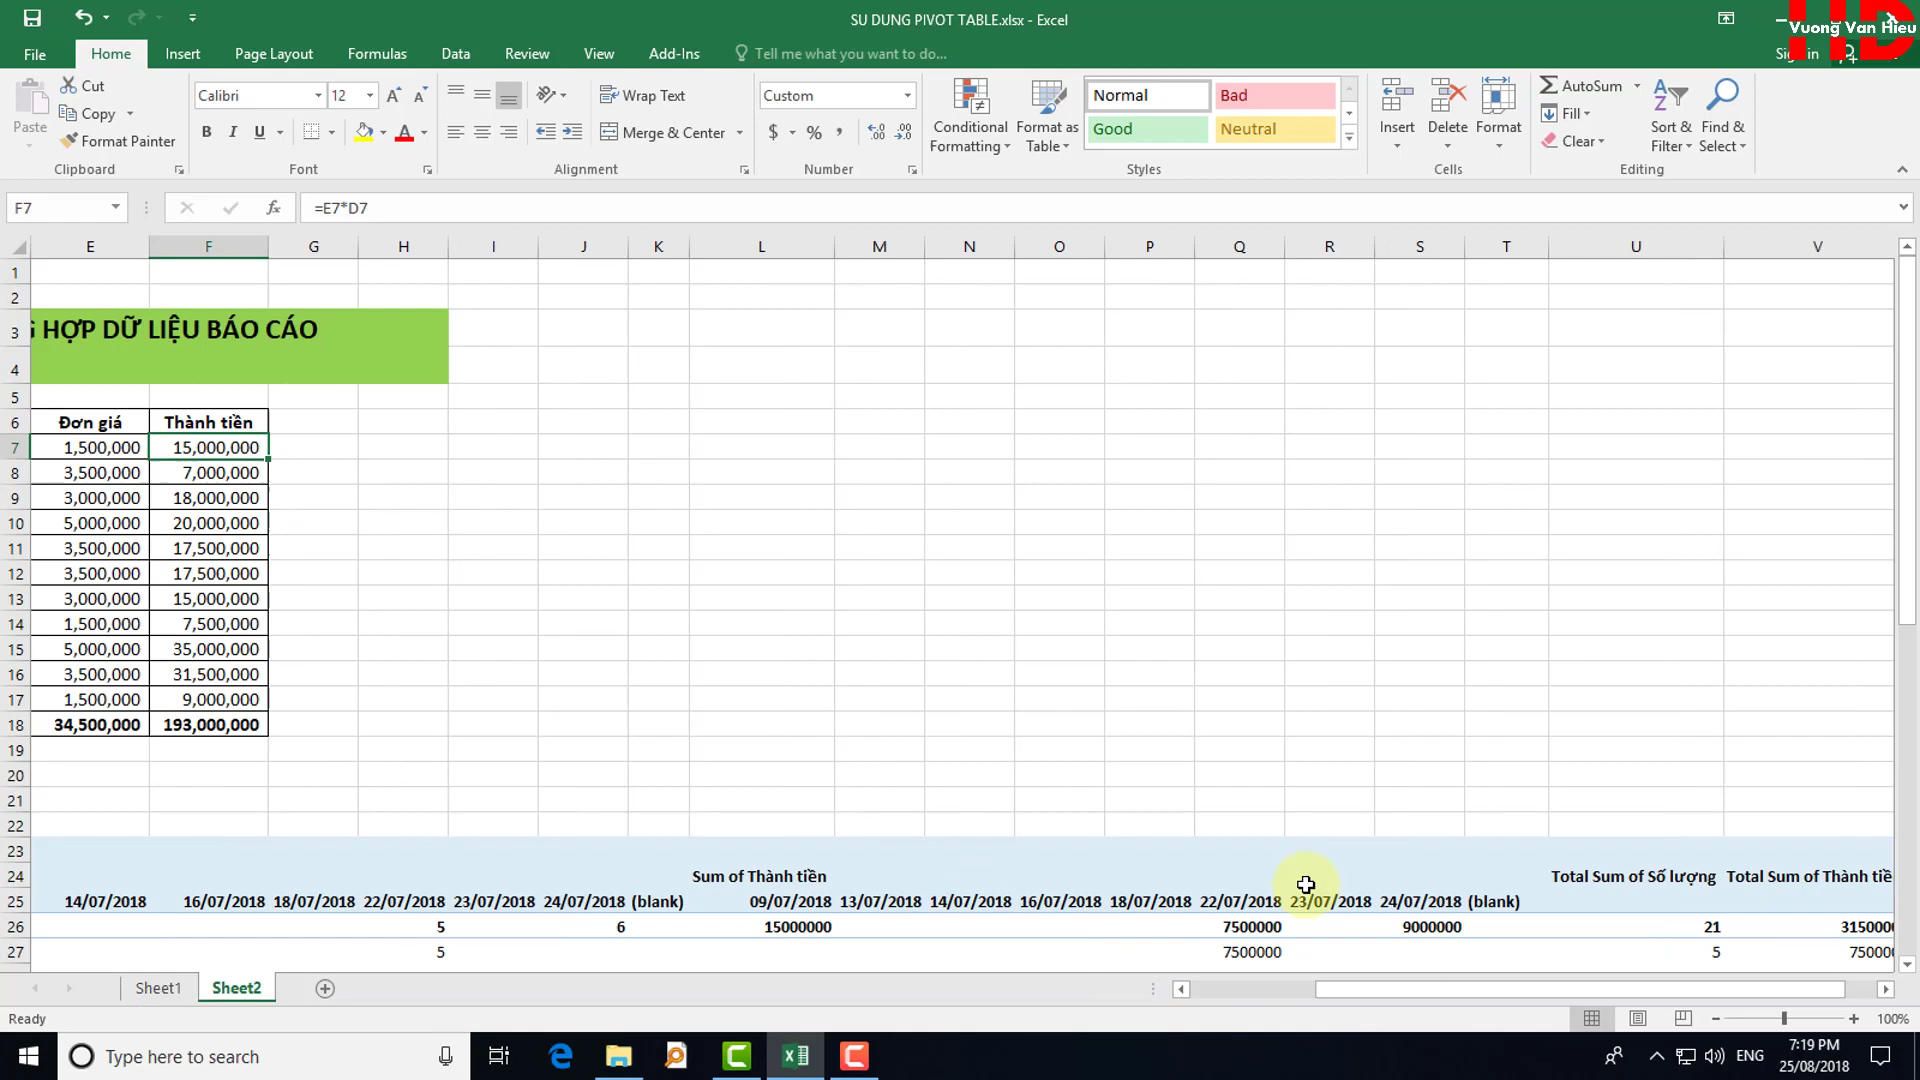 SU DUNG PIVOT TABLE.xlsx - Excel
Vuong Van Hieu
File Home Insert Page Layout Formulas Data Review View Add-Ins Tell me what you want to do...
Paste Cut Copy Format Painter Clipboard
Calibri 12 B I U Font
Wrap Text Merge & Center Alignment
Custom $ % Number
Conditional Formatting Format as Table
Normal Bad Good Neutral Styles
Insert Delete Format Cells
AutoSum Fill Clear Sort & Filter Find & Select Editing
F7 fx =E7*D7
E F G H I J K L M N O P Q R S T U V
1
2
3 HỢP DỮ LIỆU BÁO CÁO
4
5
6 Đơn giá Thành tiền
7 1,500,000 15,000,000
8 3,500,000 7,000,000
9 3,000,000 18,000,000
10 5,000,000 20,000,000
11 3,500,000 17,500,000
12 3,500,000 17,500,000
13 3,000,000 15,000,000
14 1,500,000 7,500,000
15 5,000,000 35,000,000
16 3,500,000 31,500,000
17 1,500,000 9,000,000
18 34,500,000 193,000,000
19
20
21
22
23
24 Sum of Thành tiền Total Sum of Số lượng Total Sum of Thành tiề
25 14/07/2018 16/07/2018 18/07/2018 22/07/2018 23/07/2018 24/07/2018 (blank) 09/07/2018 13/07/2018 14/07/2018 16/07/2018 18/07/2018 22/07/2018 23/07/2018 24/07/2018 (blank)
26 5 6 15000000 7500000 9000000 21 315000
27 5 7500000 5 75000
Sheet1 Sheet2
Ready 100%
Type here to search ENG 7:19 PM
25/08/2018